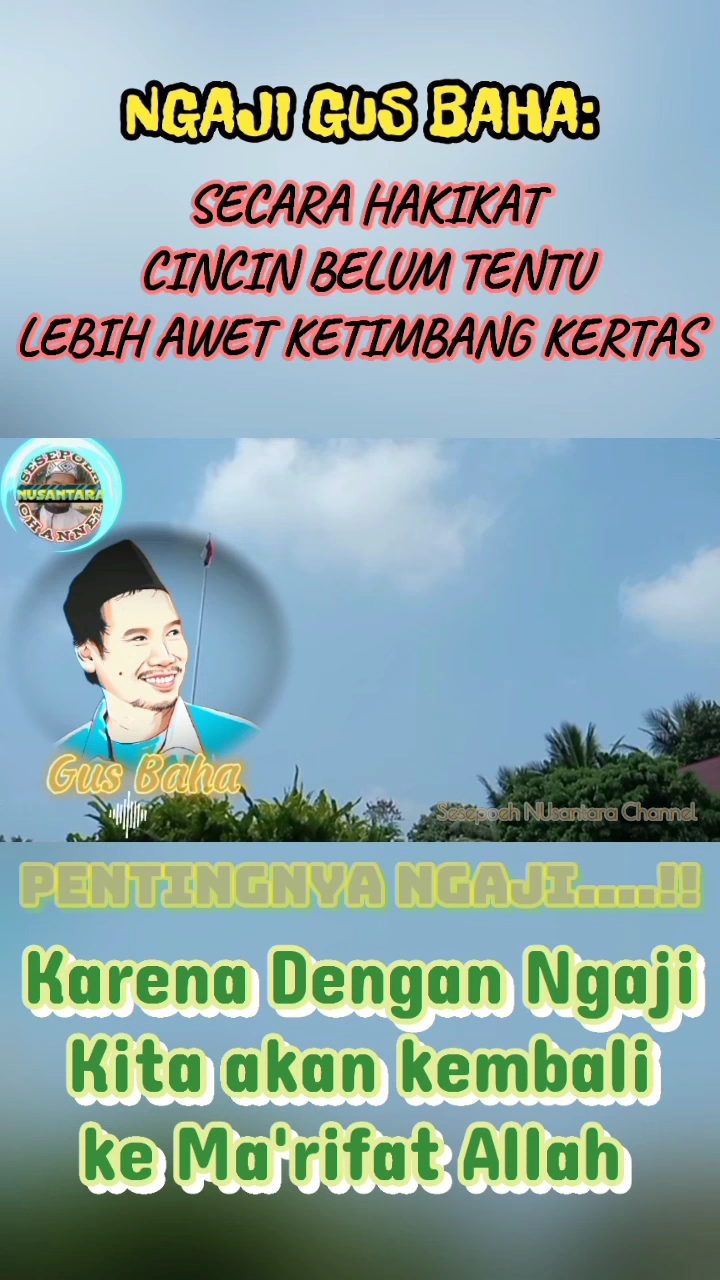 NGAJI GUS BAHA:
SECARA HAKIKAT
CINCIN BELUM TENTU
LEBIH AWET KETIMBANG KERTAS
SESEPOEH
NUSANTARA
CHANNEL
Gus Baha
Seseppeh NUsantara Channel
PENTINGNYA NGAJI.....!!
Karena Dengan Ngaji
Kita akan kembali
ke Ma'rifat Allah